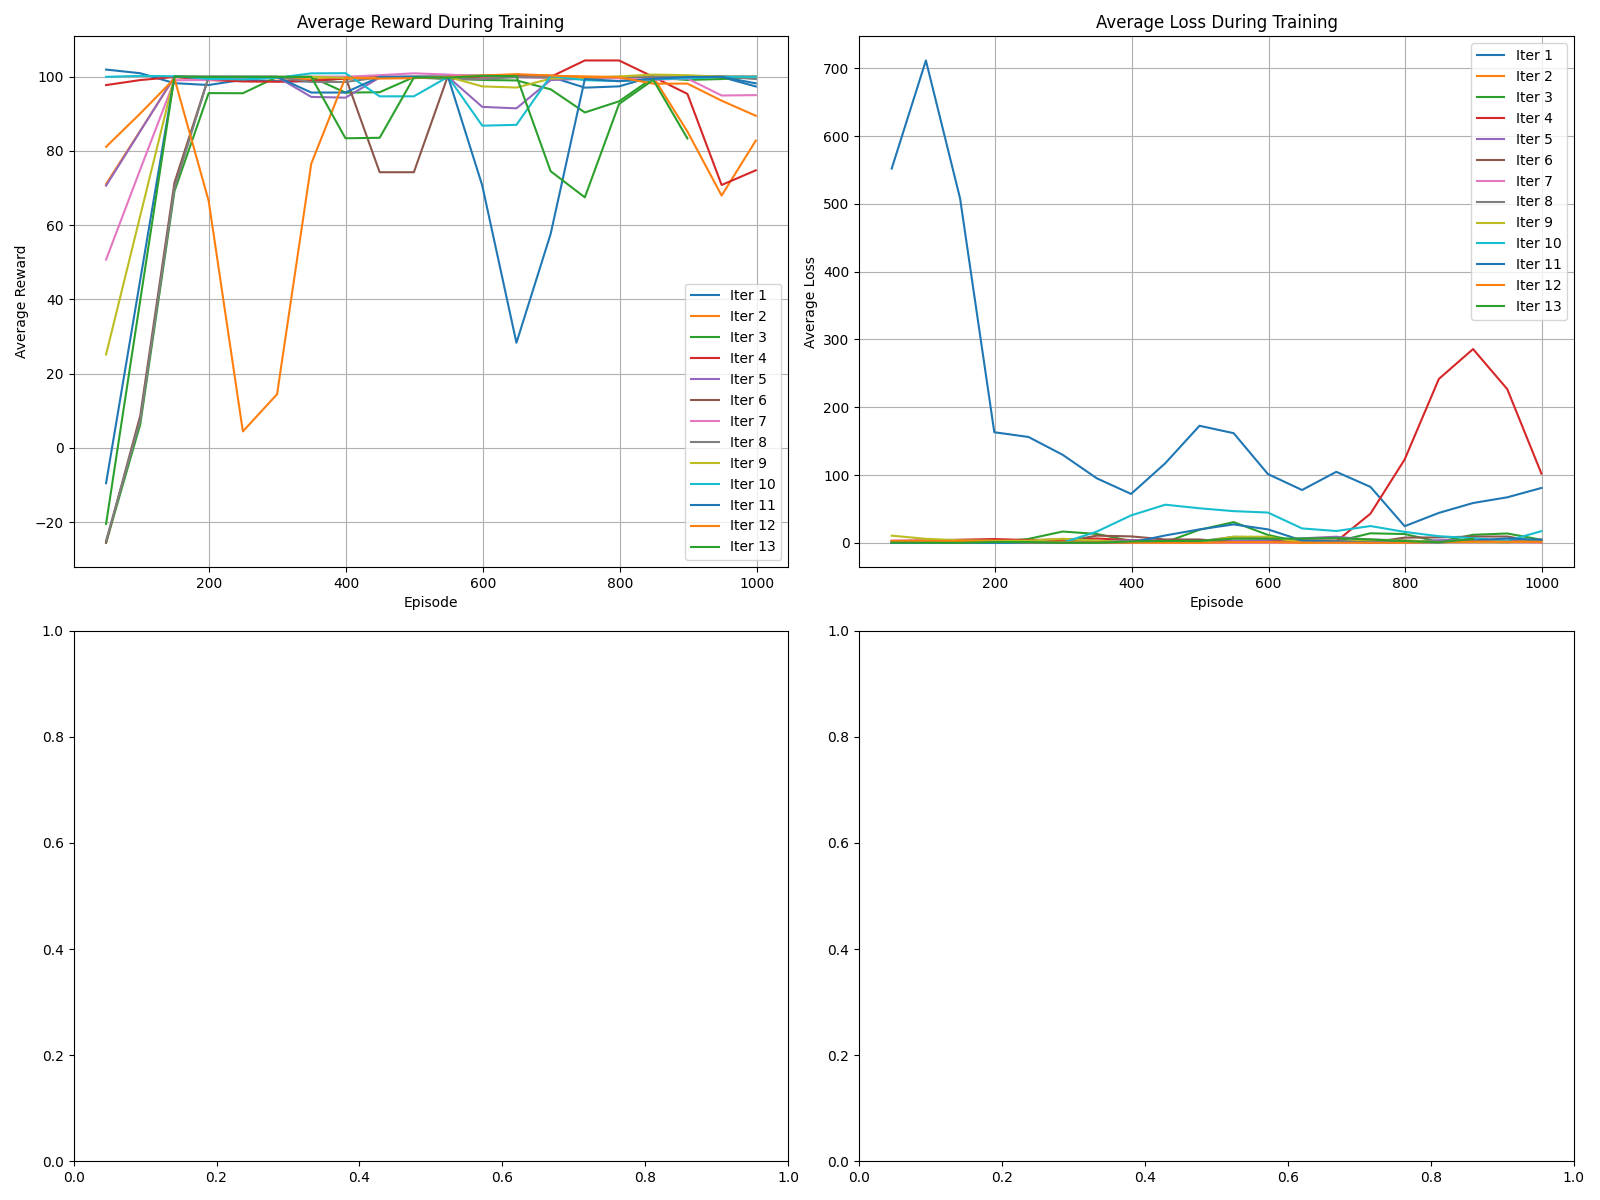 Average Reward During Training
Average Reward
100
80
60
40
20
0
−20
200
400
600
800
1000
Episode
Iter 1
Iter 2
Iter 3
Iter 4
Iter 5
Iter 6
Iter 7
Iter 8
Iter 9
Iter 10
Iter 11
Iter 12
Iter 13
Average Loss During Training
Average Loss
700
600
500
400
300
200
100
0
200
400
600
800
1000
Episode
Iter 1
Iter 2
Iter 3
Iter 4
Iter 5
Iter 6
Iter 7
Iter 8
Iter 9
Iter 10
Iter 11
Iter 12
Iter 13
1.0
0.8
0.6
0.4
0.2
0.0
0.0
0.2
0.4
0.6
0.8
1.0
1.0
0.8
0.6
0.4
0.2
0.0
0.0
0.2
0.4
0.6
0.8
1.0